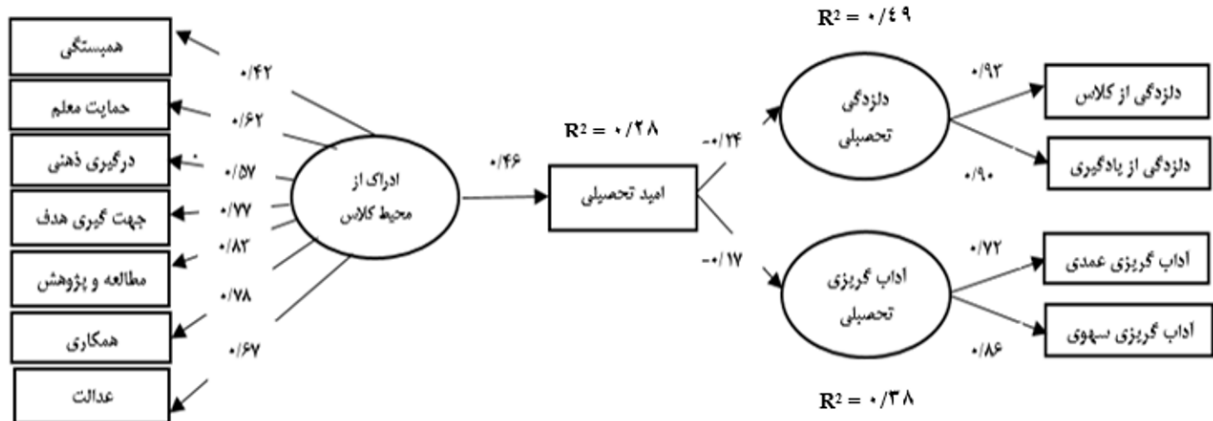 همبستگی
حمایت معلم
درگیری ذهنی
جهت گیری هدف
مطالعه و پژوهش
همکاری
عدالت
۰/۴۲
۰/۶۲
۰/۵۷
۰/۷۷
۰/۸۳
۰/۷۸
۰/۶۷
ادراک از
محیط کلاس
۰/۴۶
R² = ۰/۲۸
امید تحصیلی
-۰/۲۴
-۰/۱۷
R² = ۰/٤۹
دلزدگی
تحصیلی
آداب گریزی
تحصیلی
R² = ۰/۳۸
۰/۹۳
۰/۹۰
۰/۷۲
۰/۸۶
دلزدگی از کلاس
دلزدگی از یادگیری
آداب گریزی عمدی
آداب گریزی سهوی